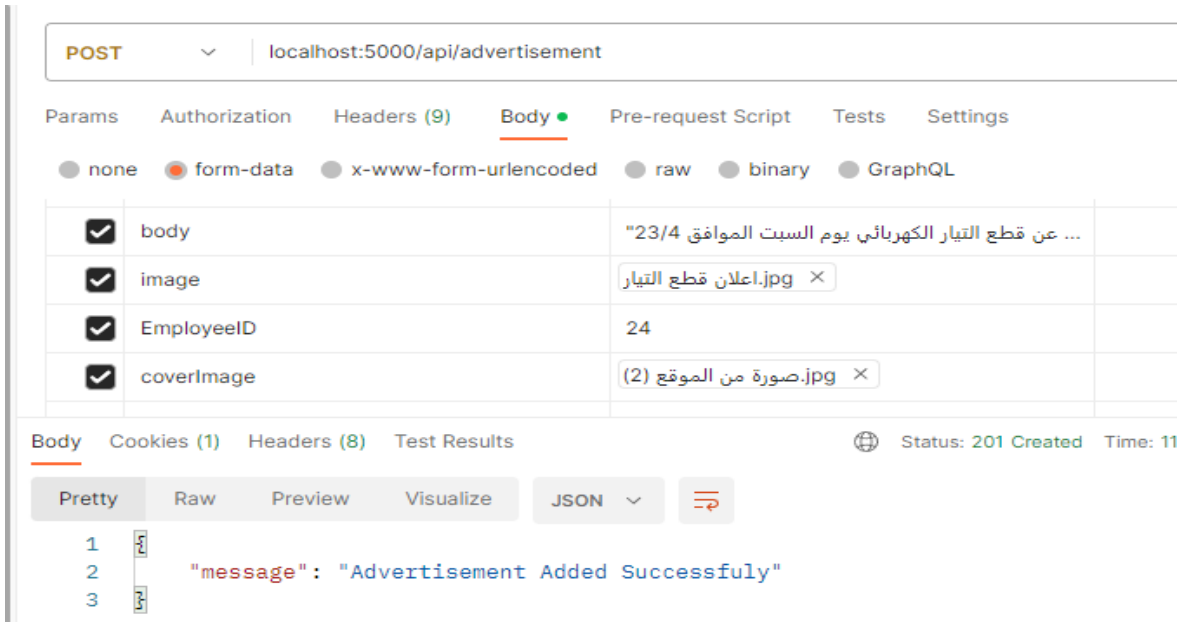 POST localhost:5000/api/advertisement
Params Authorization Headers (9) Body Pre-request Script Tests Settings
none form-data x-www-form-urlencoded raw binary GraphQL
body "23/4 عن قطع التيار الكهربائي يوم السبت الموافق ...
image اعلان قطع التيار.jpg
EmployeeID 24
coverImage صورة من الموقع (2).jpg
Body Cookies (1) Headers (8) Test Results Status: 201 Created Time: 11
Pretty Raw Preview Visualize JSON
1 {
2 "message": "Advertisement Added Successfuly"
3 }